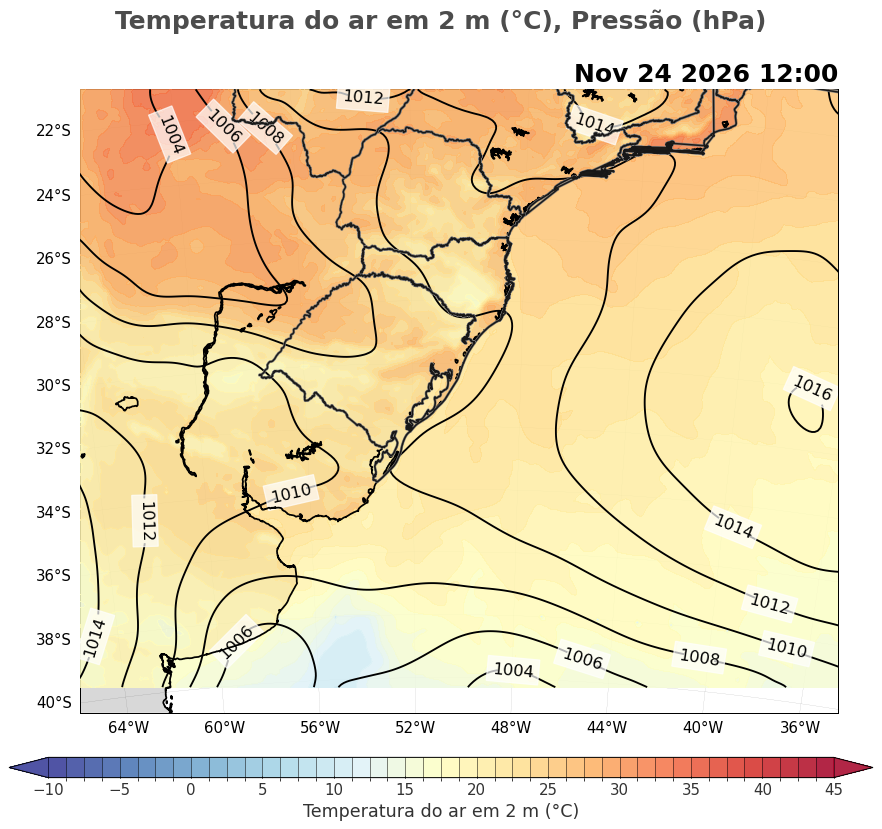 Temperatura do ar em 2 m (°C), Pressão (hPa)
Nov 24 2026 12:00
1012
1004
1006
1008
1014
22°S
24°S
26°S
28°S
30°S
1016
32°S
1010
34°S
1012
1014
36°S
1012
1014
1006
1010
38°S
1006
1008
1004
40°S
64°W 60°W 56°W 52°W 48°W 44°W 40°W 36°W
−10 −5 0 5 10 15 20 25 30 35 40 45
Temperatura do ar em 2 m (°C)